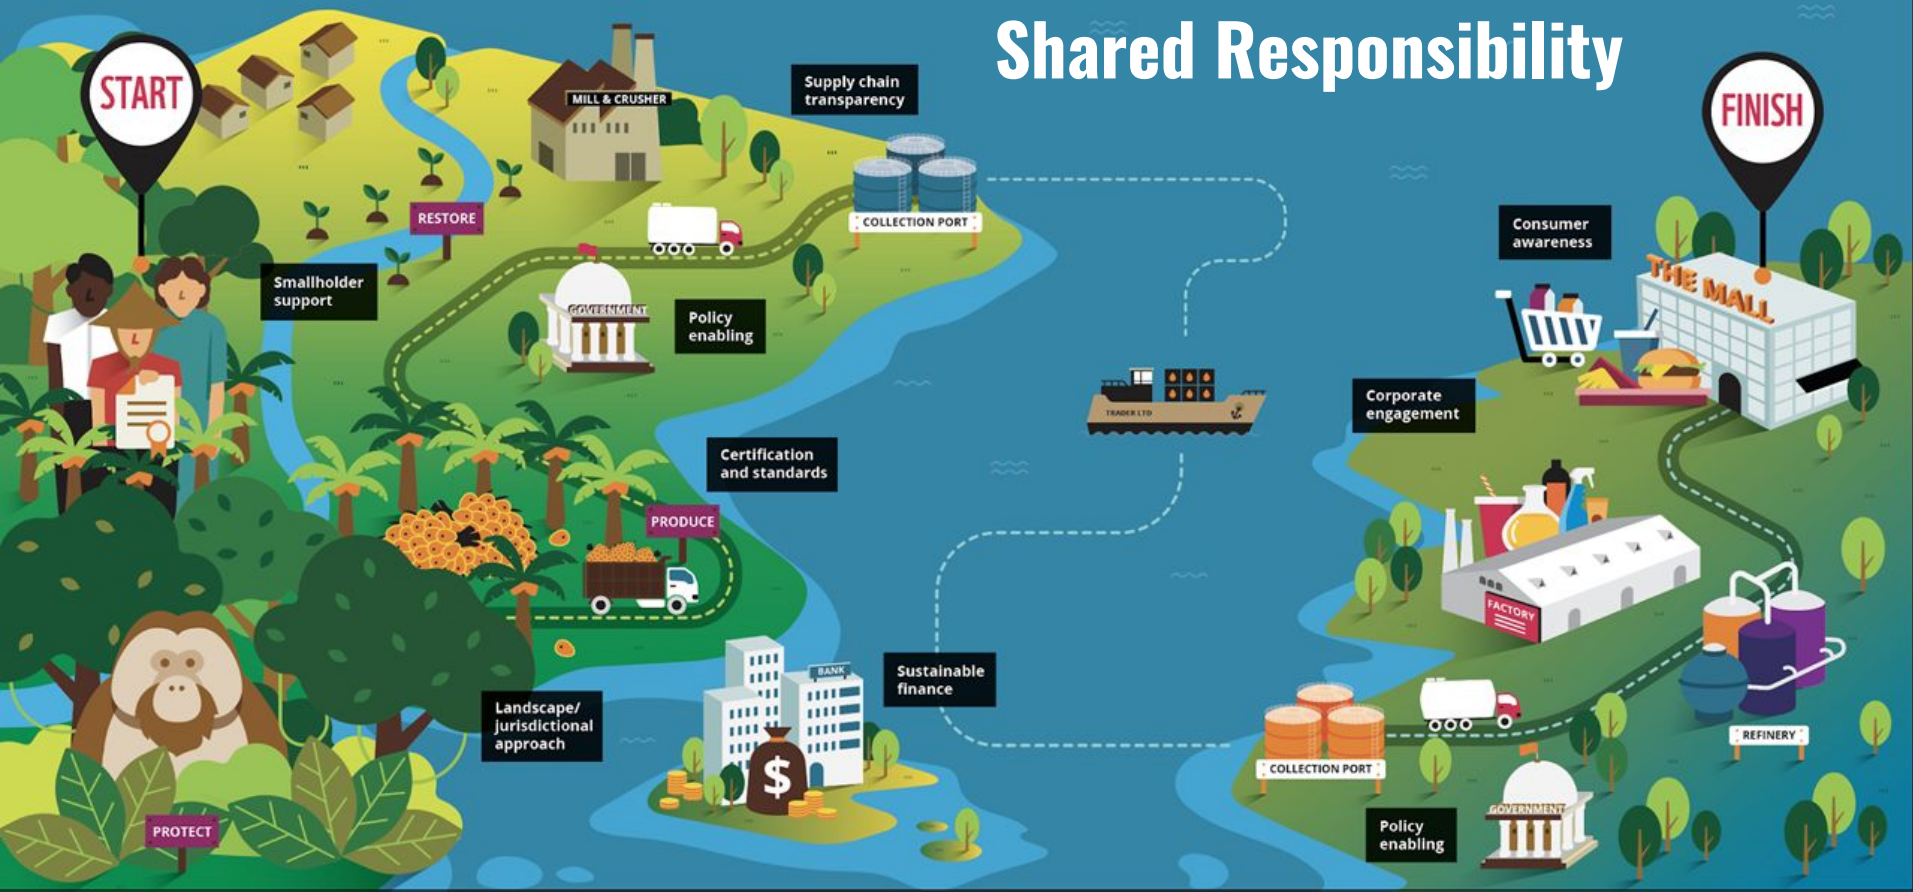 Shared Responsibility
START
FINISH
MILL & CRUSHER
Supply chain
transparency
COLLECTION PORT
RESTORE
Smallholder
support
GOVERNMENT
Policy
enabling
Consumer
awareness
THE MALL
TRADER LTD
Corporate
engagement
Certification
and standards
PRODUCE
FACTORY
BANK
$
Sustainable
finance
Landscape/
jurisdictional
approach
REFINERY
COLLECTION PORT
GOVERNMENT
Policy
enabling
PROTECT